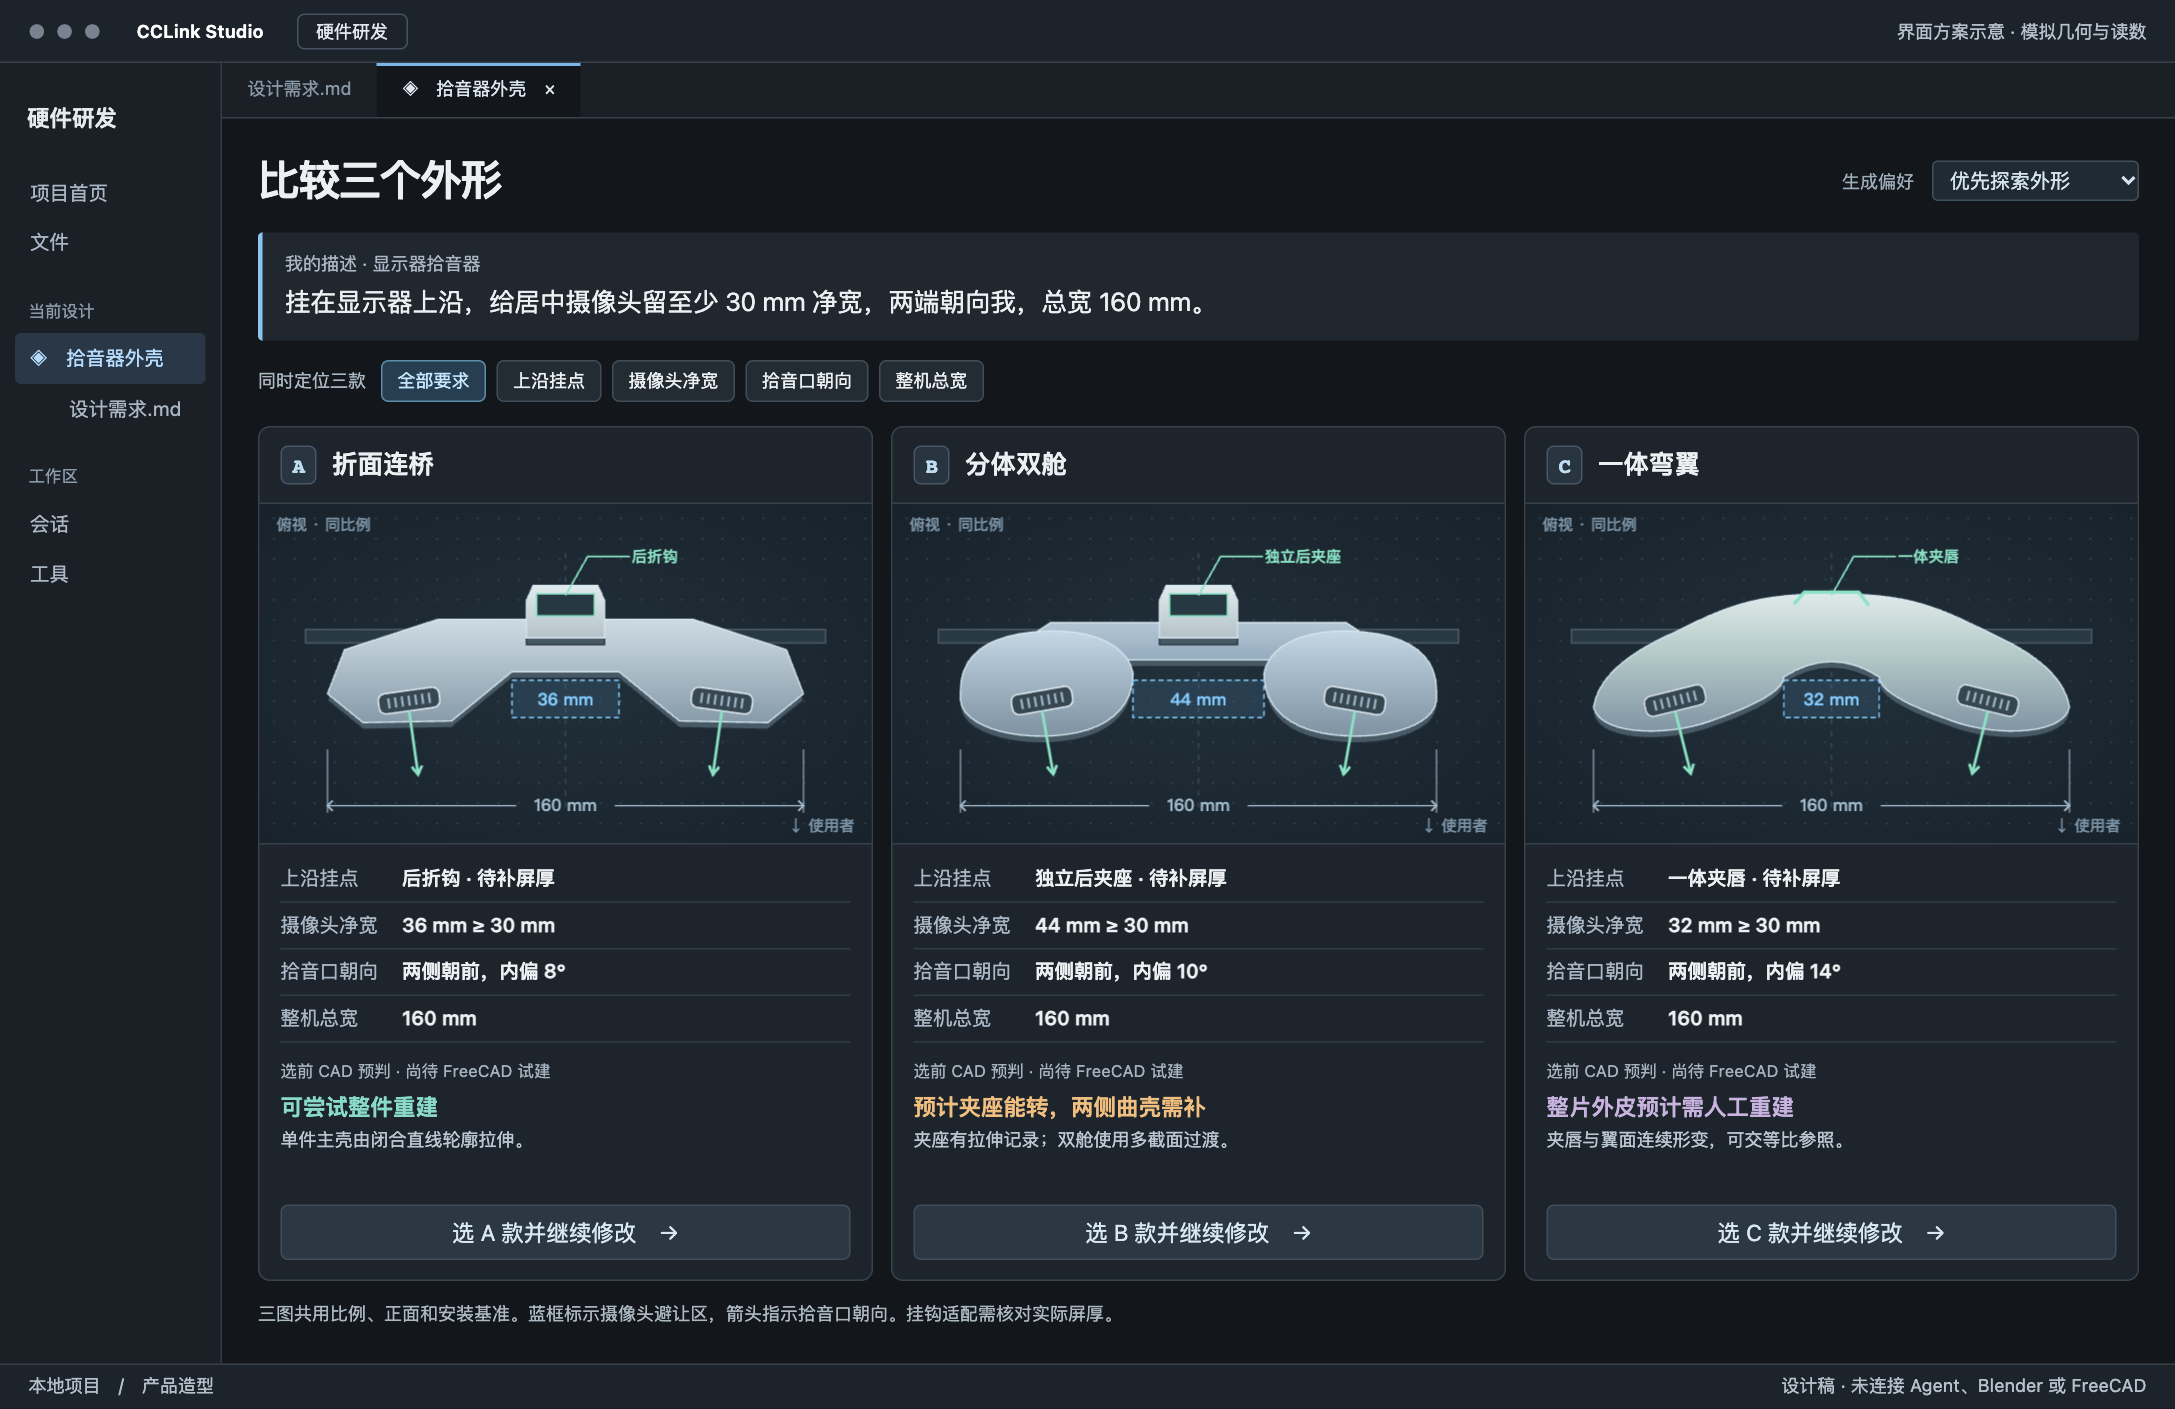 CCLink Studio
硬件研发
界面方案示意 · 模拟几何与读数
硬件研发
项目首页
文件
当前设计
◈ 拾音器外壳
设计需求.md
工作区
会话
工具
设计需求.md
◈ 拾音器外壳 ×
比较三个外形
生成偏好 优先探索外形
我的描述 · 显示器拾音器
挂在显示器上沿，给居中摄像头留至少 30 mm 净宽，两端朝向我，总宽 160 mm。
同时定位三款 全部要求 上沿挂点 摄像头净宽 拾音口朝向 整机总宽
A 折面连桥
俯视 · 同比例
后折钩
36 mm
160 mm
↓ 使用者
上沿挂点 后折钩 · 待补屏厚
摄像头净宽 36 mm ≥ 30 mm
拾音口朝向 两侧朝前，内偏 8°
整机总宽 160 mm
选前 CAD 预判 · 尚待 FreeCAD 试建
可尝试整件重建
单件主壳由闭合直线轮廓拉伸。
选 A 款并继续修改 →
B 分体双舱
俯视 · 同比例
独立后夹座
44 mm
160 mm
↓ 使用者
上沿挂点 独立后夹座 · 待补屏厚
摄像头净宽 44 mm ≥ 30 mm
拾音口朝向 两侧朝前，内偏 10°
整机总宽 160 mm
选前 CAD 预判 · 尚待 FreeCAD 试建
预计夹座能转，两侧曲壳需补
夹座有拉伸记录；双舱使用多截面过渡。
选 B 款并继续修改 →
C 一体弯翼
俯视 · 同比例
一体夹唇
32 mm
160 mm
↓ 使用者
上沿挂点 一体夹唇 · 待补屏厚
摄像头净宽 32 mm ≥ 30 mm
拾音口朝向 两侧朝前，内偏 14°
整机总宽 160 mm
选前 CAD 预判 · 尚待 FreeCAD 试建
整片外皮预计需人工重建
夹唇与翼面连续形变，可交等比参照。
选 C 款并继续修改 →
三图共用比例、正面和安装基准。蓝框标示摄像头避让区，箭头指示拾音口朝向。挂钩适配需核对实际屏厚。
本地项目 / 产品造型
设计稿 · 未连接 Agent、Blender 或 FreeCAD